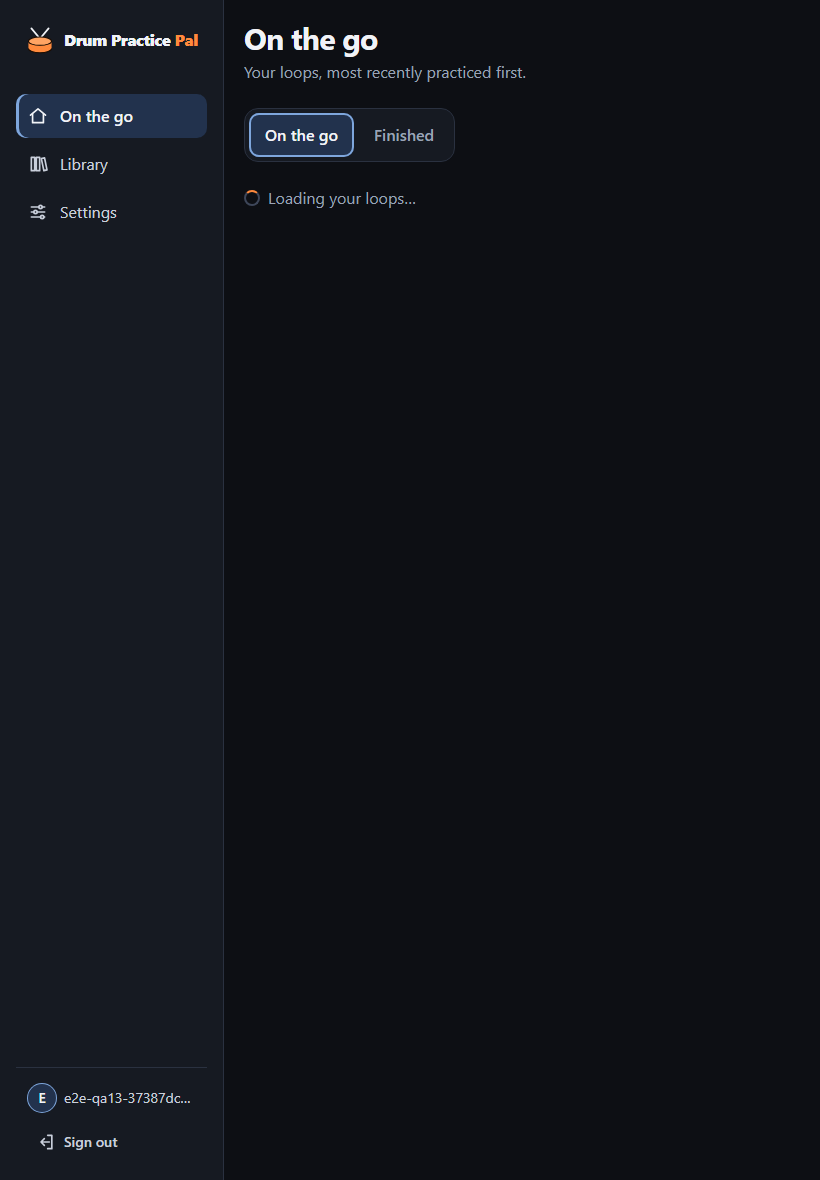 Drum Practice Pal
On the go
Library
Settings
E
e2e-qa13-37387dc...
Sign out
On the go
Your loops, most recently practiced first.
On the go
Finished
Loading your loops...